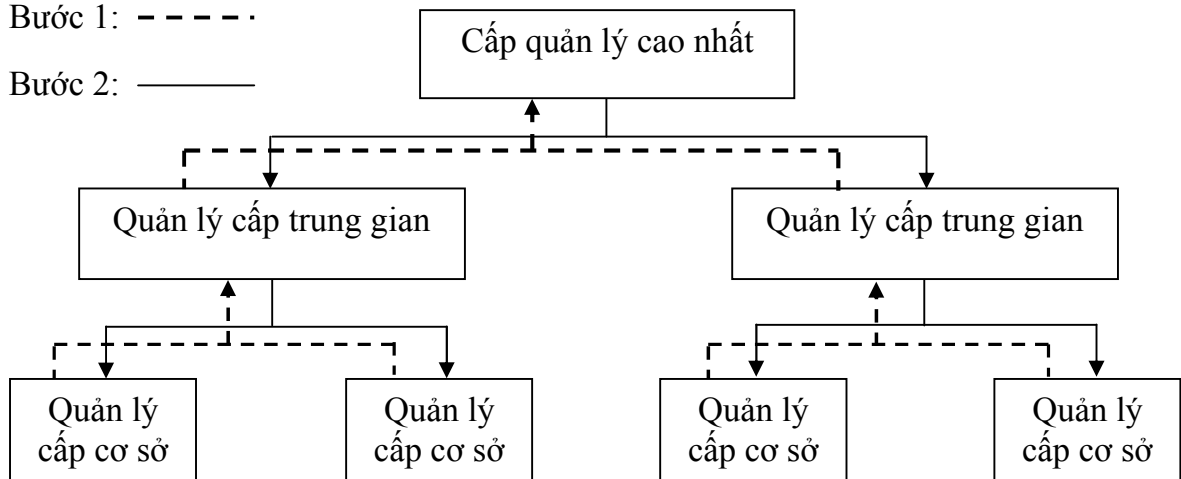 Bước 1:
Bước 2:
Cấp quản lý cao nhất
Quản lý cấp trung gian
Quản lý cấp trung gian
Quản lý
cấp cơ sở
Quản lý
cấp cơ sở
Quản lý
cấp cơ sở
Quản lý
cấp cơ sở